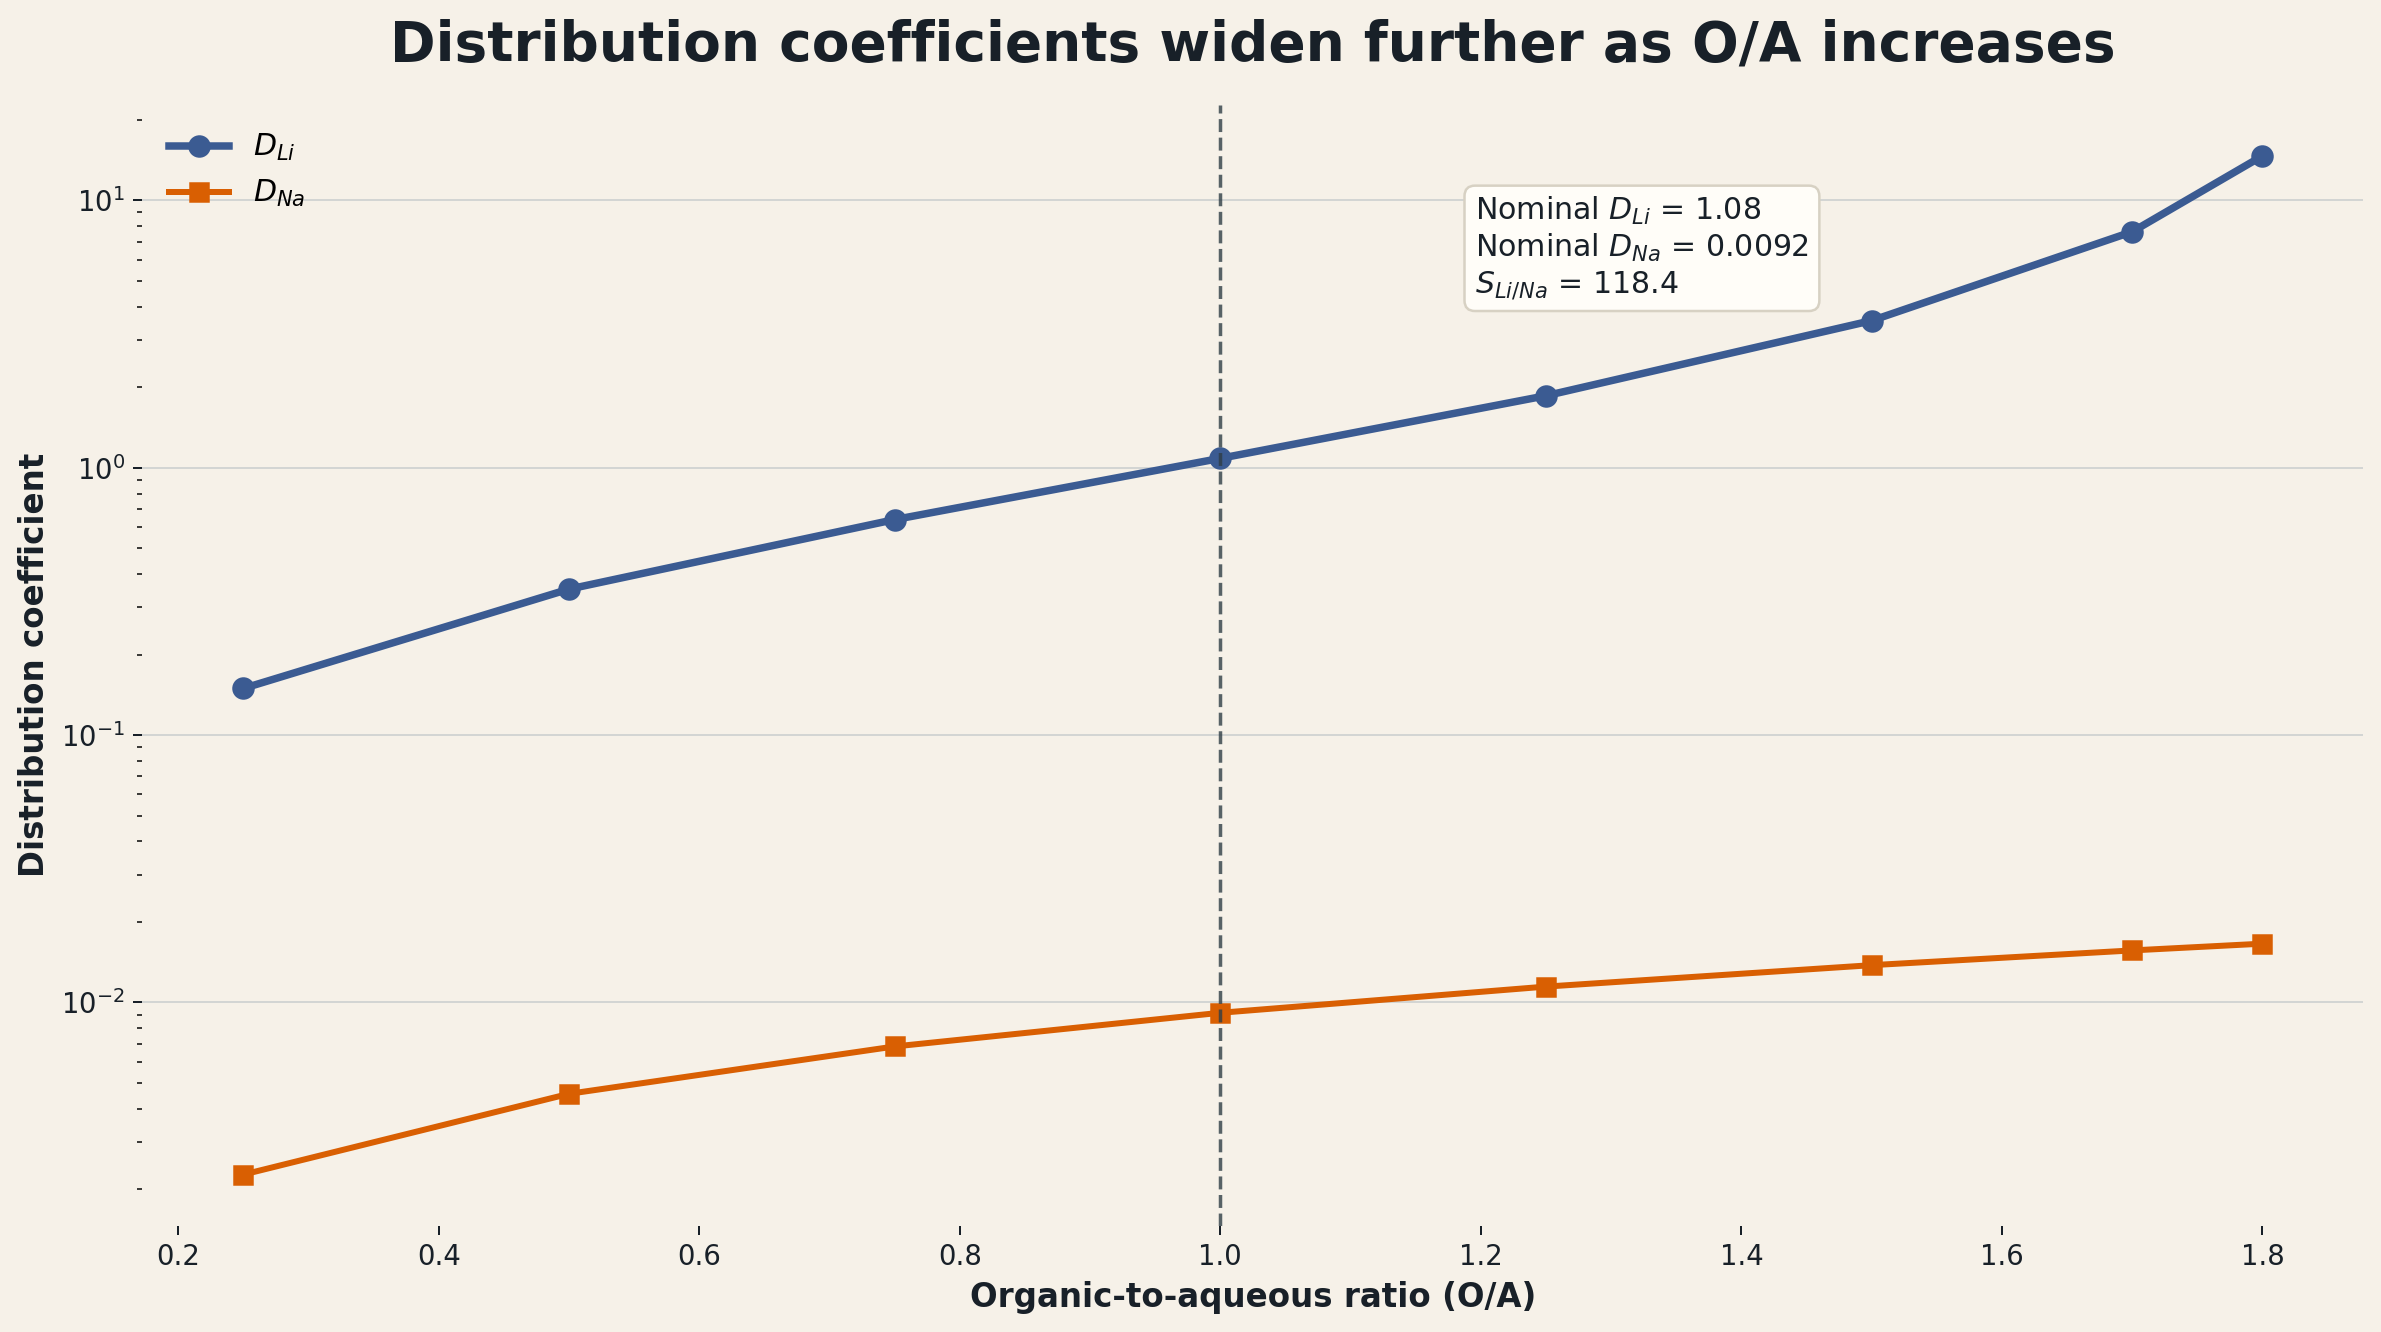 Distribution coefficients widen further as O/A increases
D_Li
D_Na
Nominal D_Li = 1.08
Nominal D_Na = 0.0092
S_Li/Na = 118.4
Distribution coefficient
10^1
10^0
10^−1
10^−2
0.2 0.4 0.6 0.8 1.0 1.2 1.4 1.6 1.8
Organic-to-aqueous ratio (O/A)